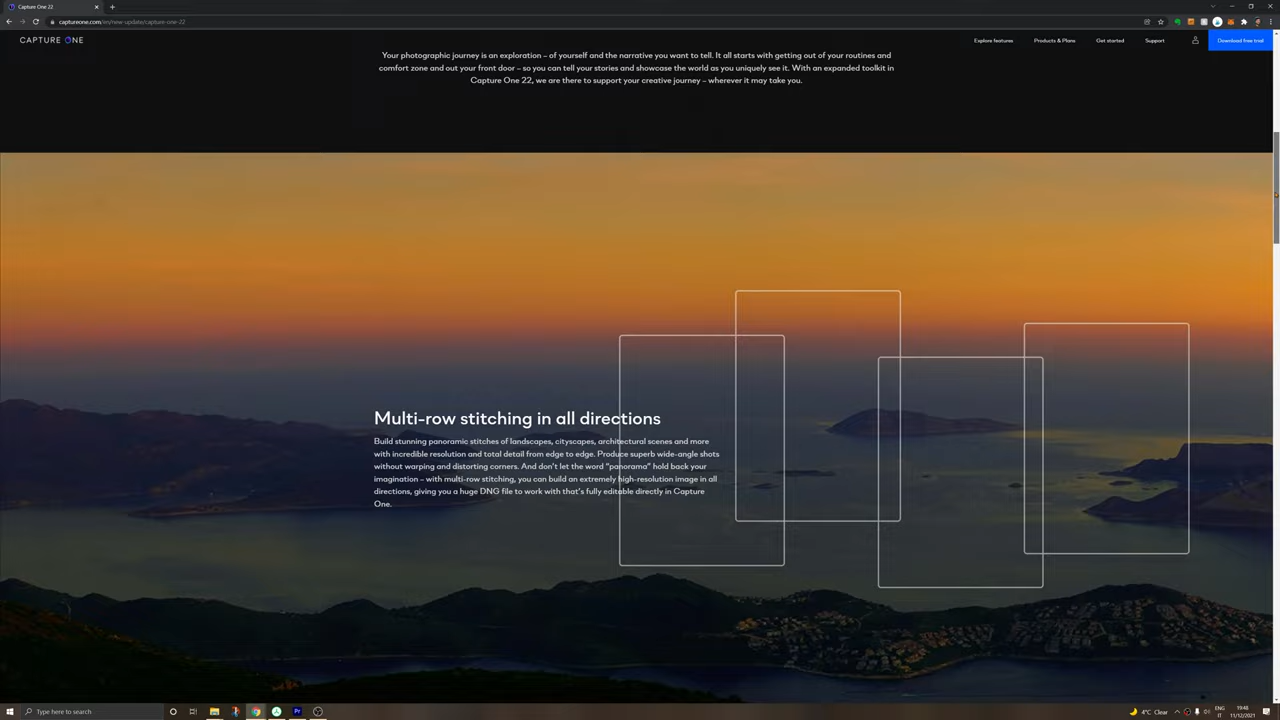 Capture One 22
captureone.com/en/new-update/capture-one-22
CAPTURE ONE
Explore features
Products & Plans
Get started
Support
Download free trial
Your photographic journey is an exploration – of yourself and the narrative you want to tell. It all starts with getting out of your routines and
comfort zone and out your front door – so you can tell your stories and showcase the world as you uniquely see it. With an expanded toolkit in
Capture One 22, we are there to support your creative journey – wherever it may take you.
Multi-row stitching in all directions
Build stunning panoramic stitches of landscapes, cityscapes, architectural scenes and more
with incredible resolution and total detail from edge to edge. Produce superb wide-angle shots
without warping and distorting corners. And don't let the word "panorama" hold back your
imagination – with multi-row stitching, you can build an extremely high-resolution image in all
directions, giving you a huge DNG file to work with that's fully editable directly in Capture
One.
Type here to search
Pr
4°C Clear
ENG
IT
19:48
11/12/2021